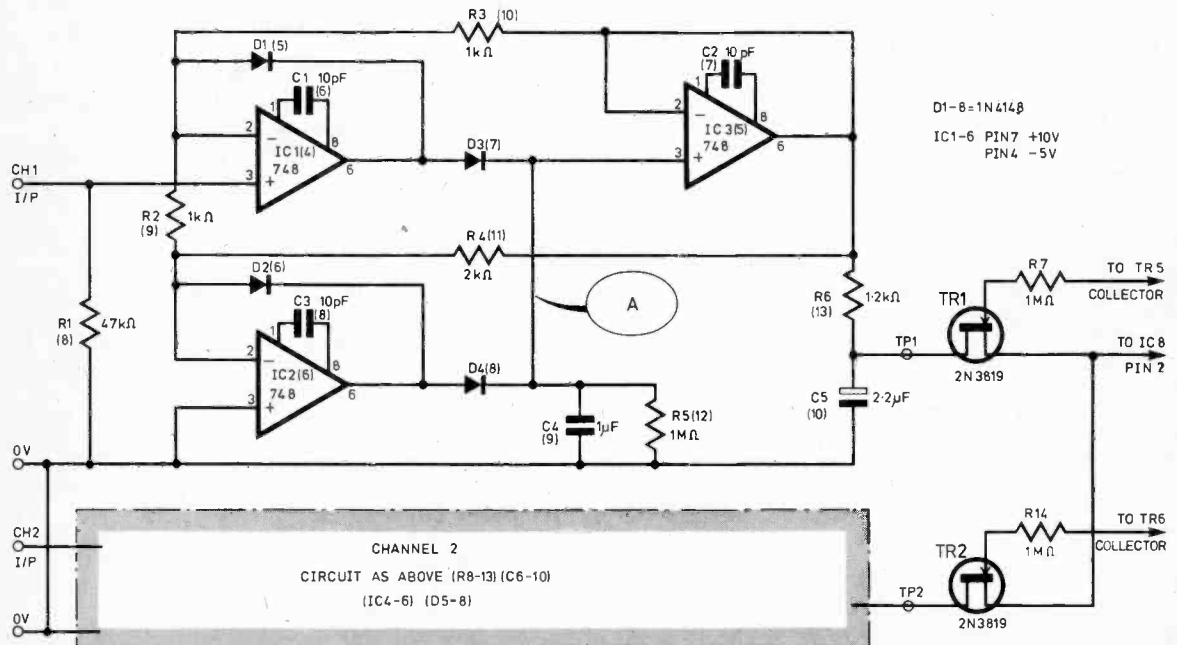 R3 (10)
1kΩ
D1 (5)
C1 10pF
(6)
1
8
2
−
IC1(4)
748
3
+
6
D3(7)
C2 10pF
(7)
1
8
2
−
IC3(5)
748
3
+
6
D1-8=1N4148
IC1-6 PIN7 +10V
PIN4 -5V
CH1
I/P
R2
(9)
1kΩ
R4(11)
2kΩ
D2(6)
C3 10pF
(8)
1
8
2
−
IC2(6)
748
3
+
6
D4(8)
A
R1
(8)
47kΩ
C4
(9)
1μF
R5(12)
1MΩ
R6
(13)
1·2kΩ
C5
(10)
2·2μF
TP1
TR1
2N3819
R7
1MΩ
TO TR5
COLLECTOR
TO IC8
PIN 2
0V
CH2
I/P
0V
CHANNEL 2
CIRCUIT AS ABOVE (R8-13) (C6-10)
(IC4-6) (D5-8)
TP2
TR2
2N3819
R14
1MΩ
TO TR6
COLLECTOR